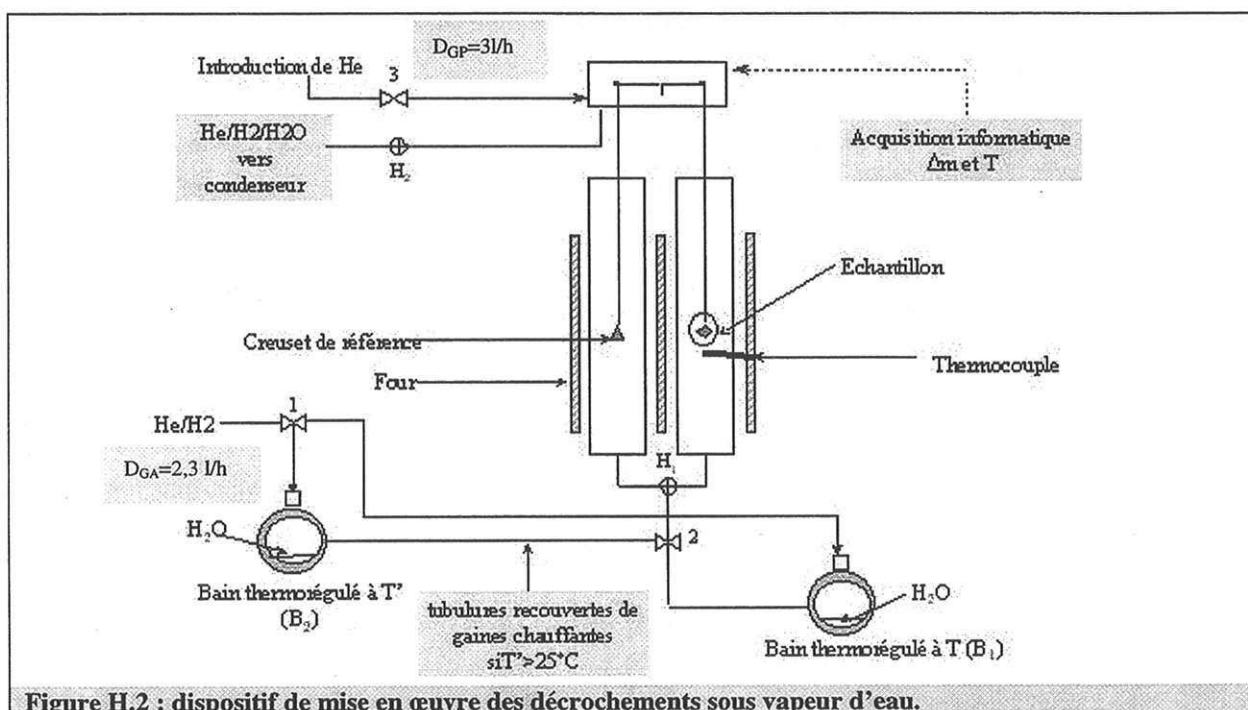 D_GP=3l/h
Introduction de He
3
He/H2/H2O
vers
condenseur
H₂
Acquisition informatique
Δm et T
Echantillon
Creuset de référence
Thermocouple
Four
1
He/H2
H₁
D_GA=2,3 l/h
2
H₂O
Bain thermorégulé à T'
(B₂)
tubulures recouvertes de
gaines chauffantes
si T'>25°C
H₂O
Bain thermorégulé à T (B₁)
Figure H.2 : dispositif de mise en œuvre des décrochements sous vapeur d'eau.